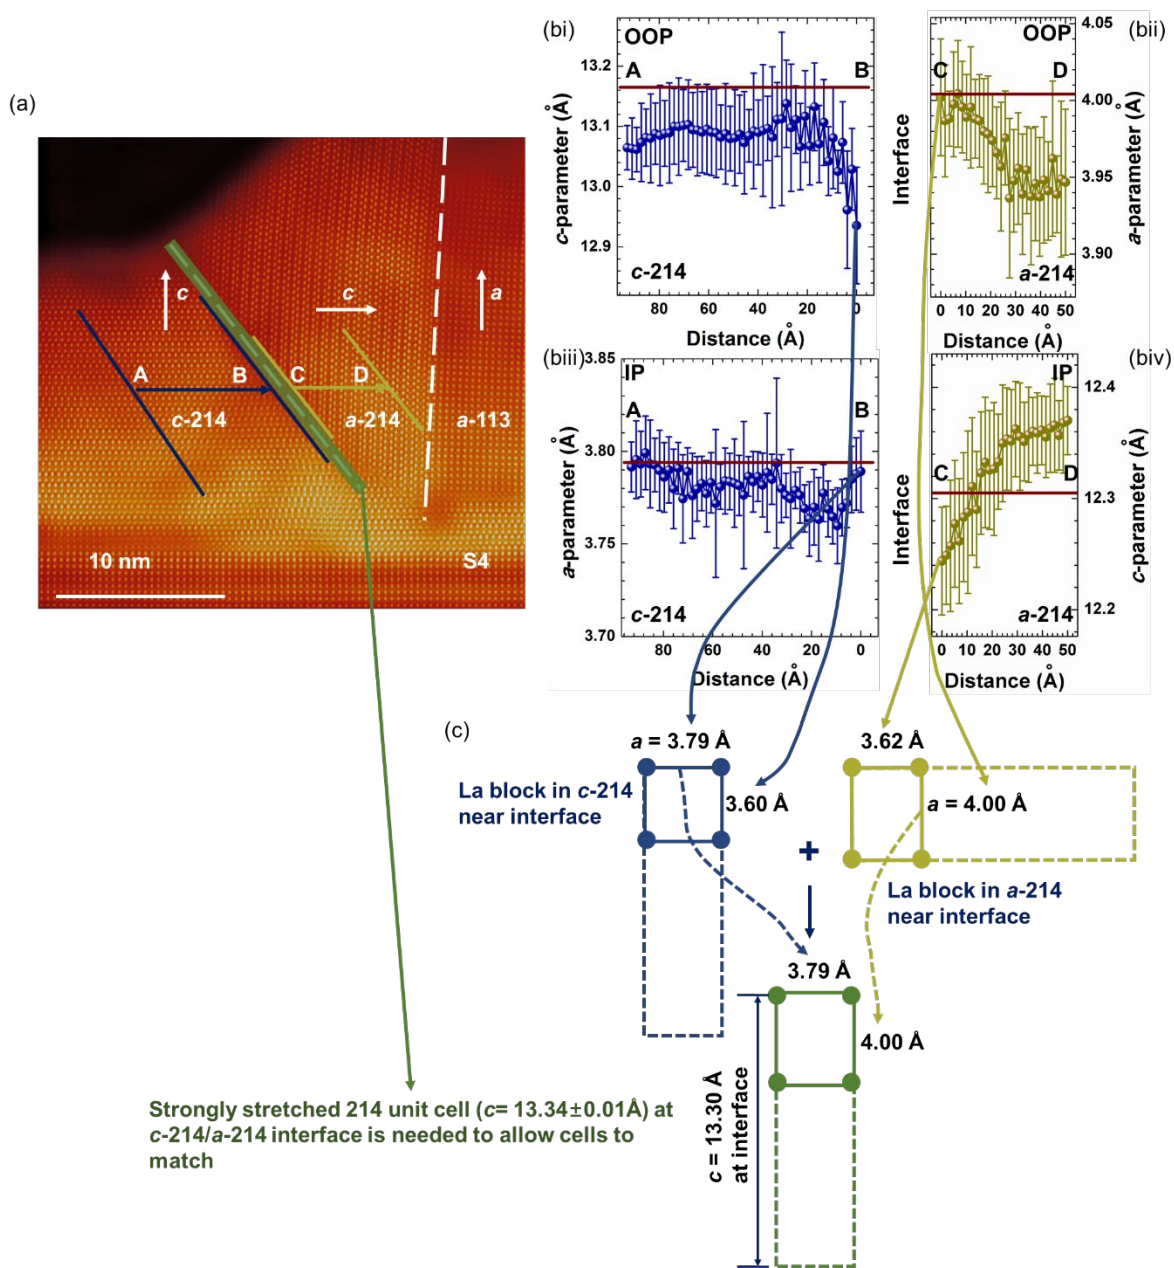 (a)
c
c
a
A
B
C
D
c-214
a-214
a-113
10 nm
S4
(bi)
OOP
A
B
13.2
13.1
13.0
12.9
c-parameter (Å)
c-214
80
60
40
20
0
Distance (Å)
Interface
(bii)
OOP
C
D
4.05
4.00
3.95
3.90
a-parameter (Å)
a-214
0
10
20
30
40
50
Distance (Å)
(biii)
IP
A
B
3.85
3.80
3.75
3.70
a-parameter (Å)
c-214
80
60
40
20
0
Distance (Å)
Interface
(biv)
IP
C
D
12.4
12.3
12.2
c-parameter (Å)
a-214
0
10
20
30
40
50
Distance (Å)
(c)
a = 3.79 Å
3.60 Å
La block in c-214
near interface
3.62 Å
a = 4.00 Å
+
La block in a-214
near interface
3.79 Å
4.00 Å
c = 13.30 Å
at interface
Strongly stretched 214 unit cell (c= 13.34±0.01Å) at
c-214/a-214 interface is needed to allow cells to
match